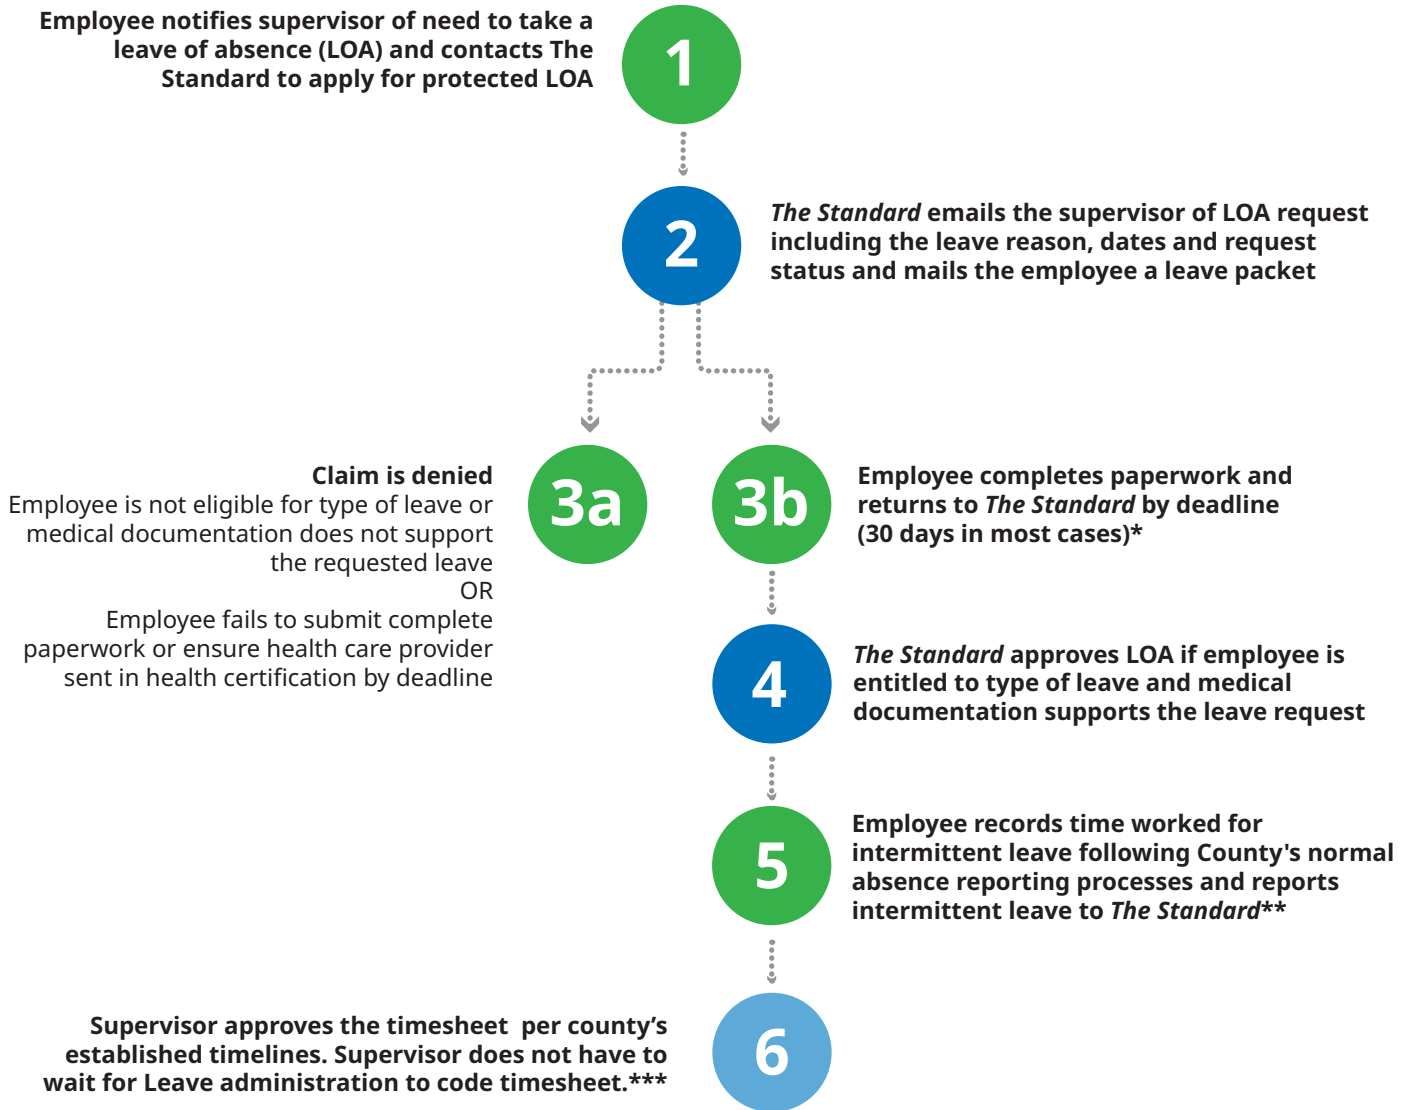 Employee notifies supervisor of need to take a
leave of absence (LOA) and contacts The
Standard to apply for protected LOA
1
2
The Standard emails the supervisor of LOA request
including the leave reason, dates and request
status and mails the employee a leave packet
Claim is denied
Employee is not eligible for type of leave or
medical documentation does not support
the requested leave
OR
Employee fails to submit complete
paperwork or ensure health care provider
sent in health certification by deadline
3a
3b
Employee completes paperwork and
returns to The Standard by deadline
(30 days in most cases)*
4
The Standard approves LOA if employee is
entitled to type of leave and medical
documentation supports the leave request
5
Employee records time worked for
intermittent leave following County's normal
absence reporting processes and reports
intermittent leave to The Standard**
Supervisor approves the timesheet  per county’s
established timelines. Supervisor does not have to
wait for Leave administration to code timesheet.***
6